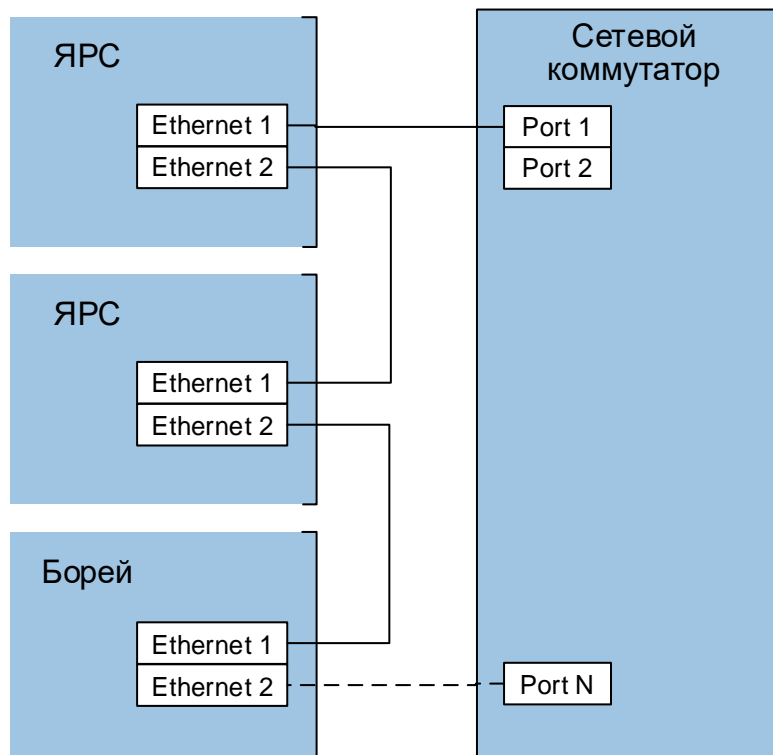 ЯРС
Ethernet 1
Ethernet 2
ЯРС
Ethernet 1
Ethernet 2
Борей
Ethernet 1
Ethernet 2
Сетевой
коммутатор
Port 1
Port 2
Port N